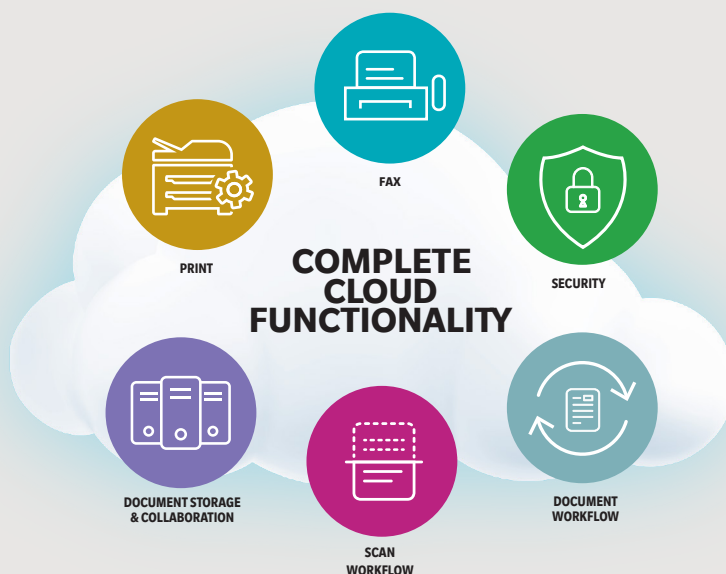 FAX
PRINT
SECURITY
COMPLETE
CLOUD
FUNCTIONALITY
DOCUMENT STORAGE
& COLLABORATION
SCAN
WORKFLOW
DOCUMENT
WORKFLOW